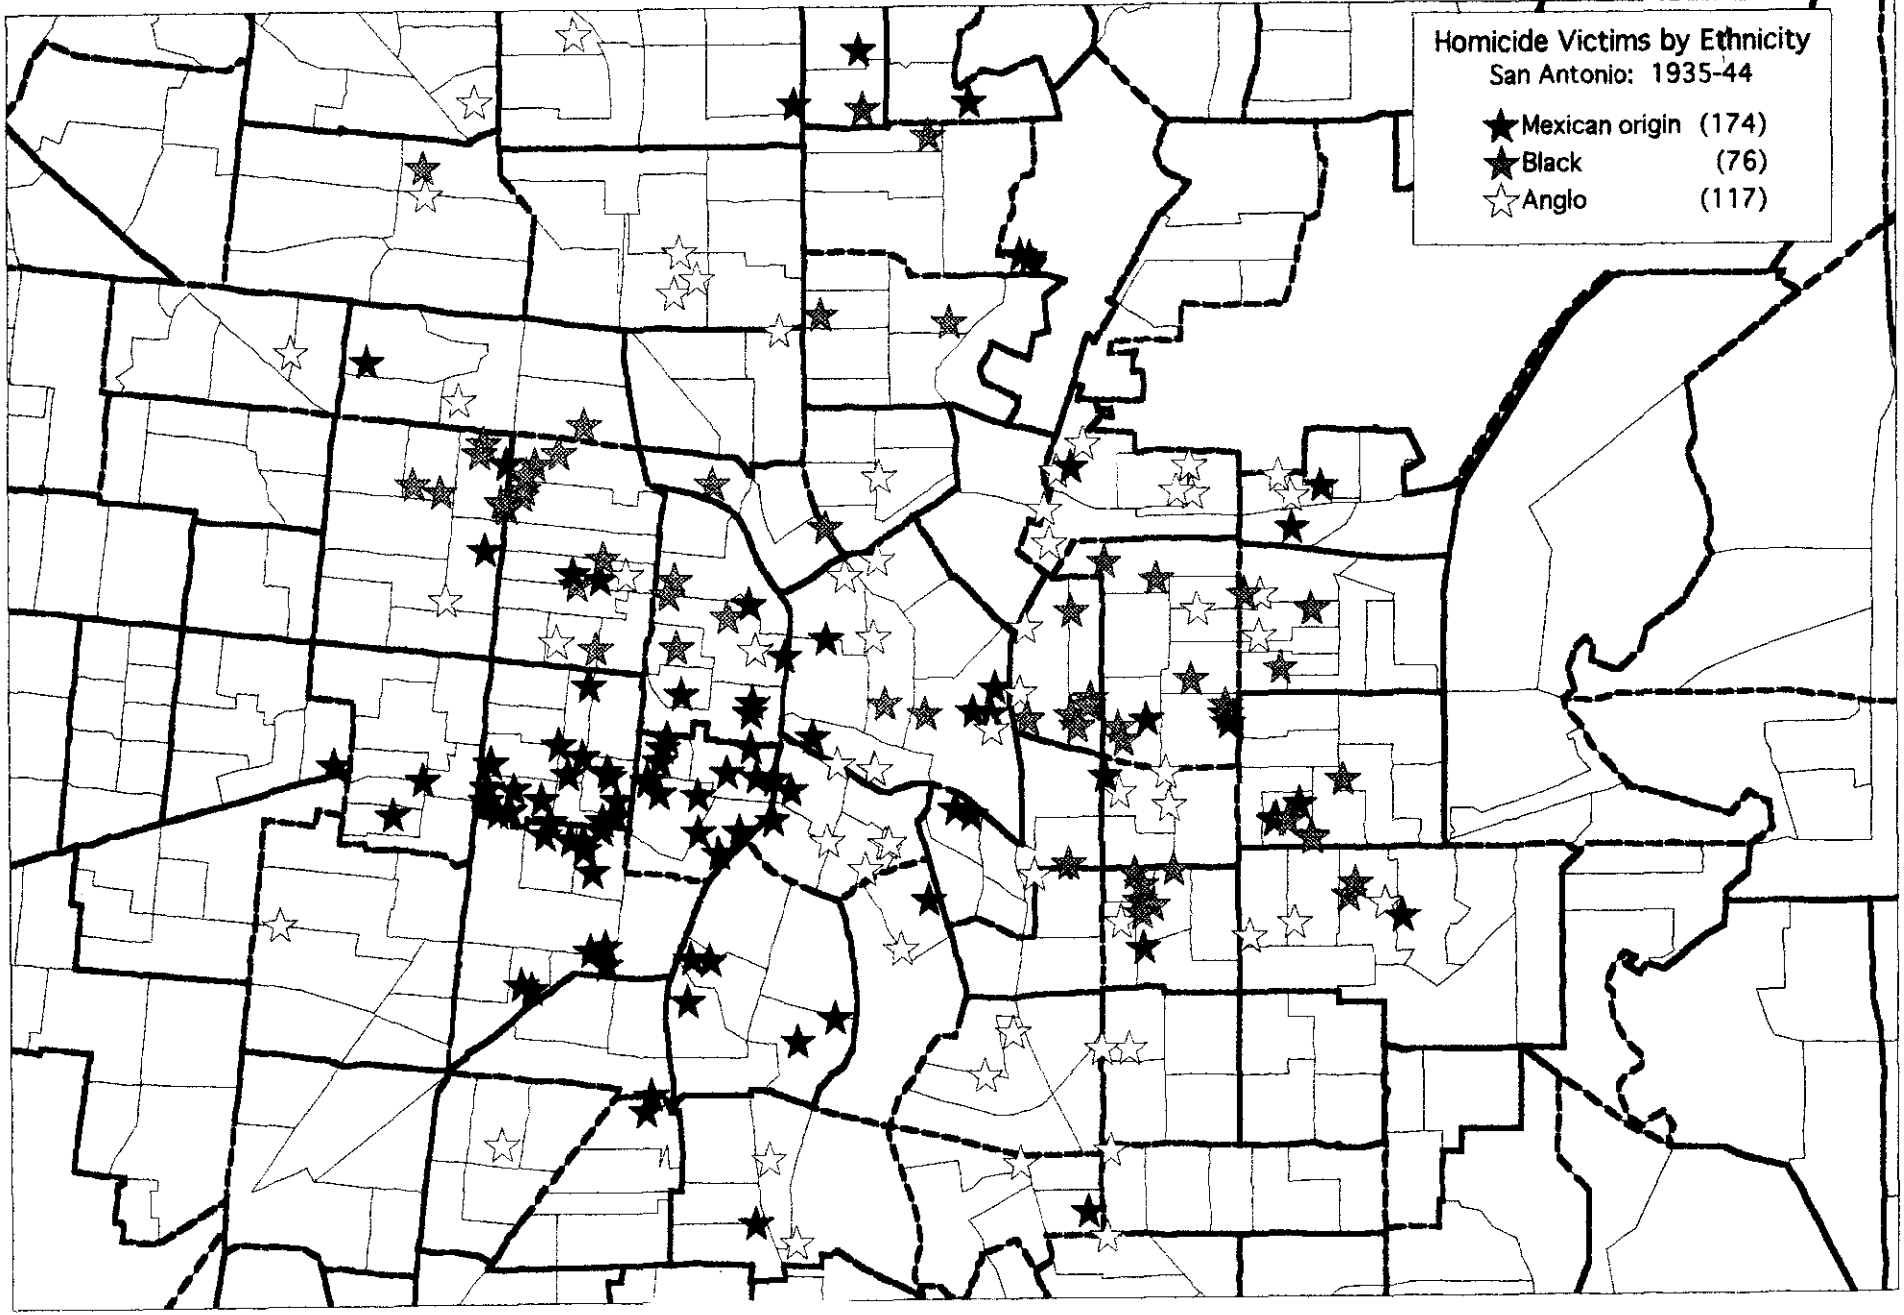 Homicide Victims by Ethnicity
San Antonio: 1935-44
Mexican origin (174)
Black (76)
Anglo (117)